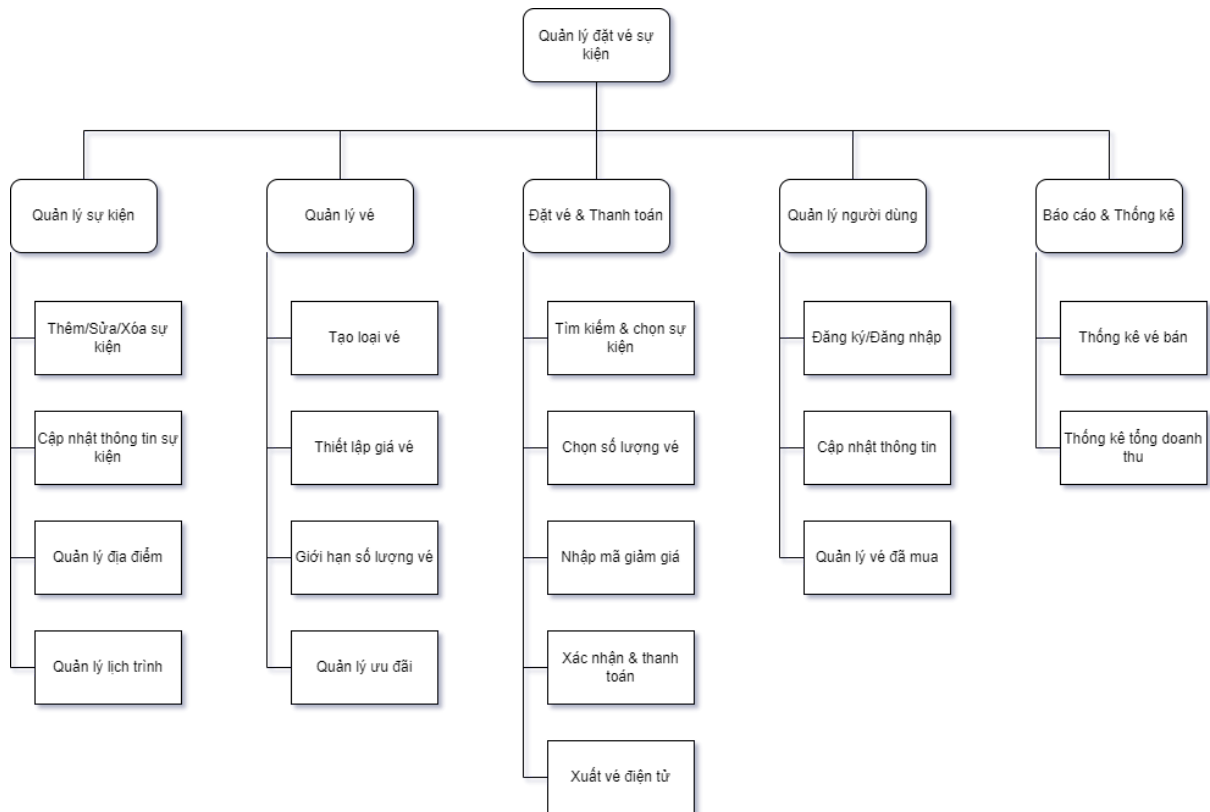 Quản lý đặt vé sự
kiện
Quản lý sự kiện
Quản lý vé
Đặt vé & Thanh toán
Quản lý người dùng
Báo cáo & Thống kê
Thêm/Sửa/Xóa sự
kiện
Cập nhật thông tin sự
kiện
Quản lý địa điểm
Quản lý lịch trình
Tạo loại vé
Thiết lập giá vé
Giới hạn số lượng vé
Quản lý ưu đãi
Tìm kiếm & chọn sự
kiện
Chọn số lượng vé
Nhập mã giảm giá
Xác nhận & thanh
toán
Xuất vé điện tử
Đăng ký/Đăng nhập
Cập nhật thông tin
Quản lý vé đã mua
Thống kê vé bán
Thống kê tổng doanh
thu